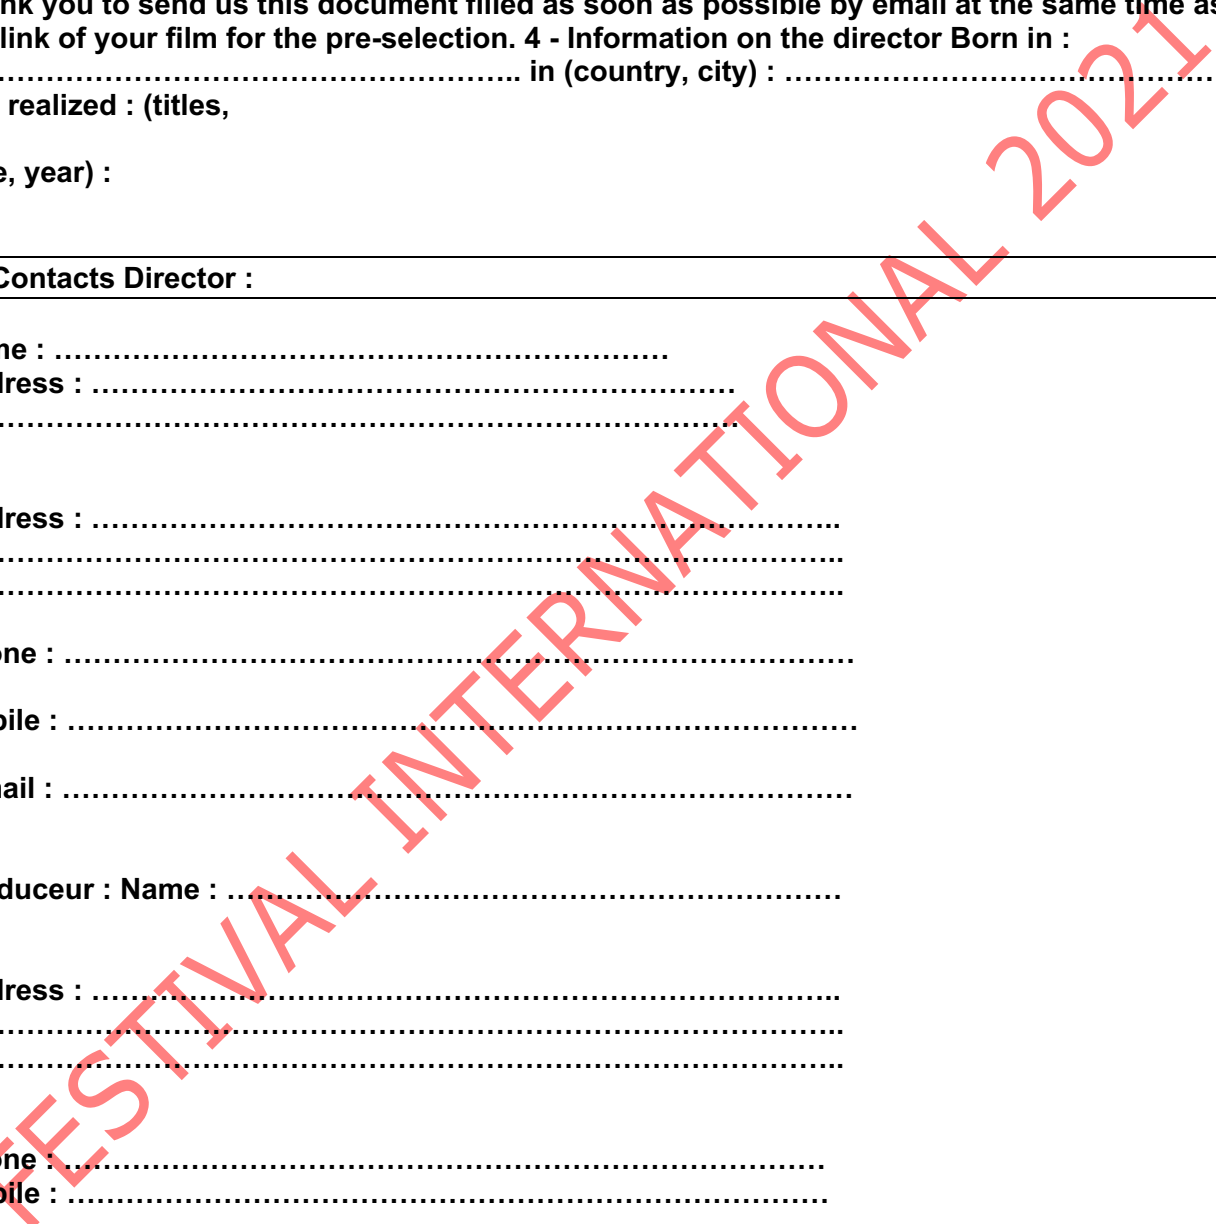 nk you to send us this document filled as soon as possible by email at the same time as
link of your film for the pre-selection. 4 - Information on the director Born in :
…………………………………………….. in (country, city) : ……………………………………
realized : (titles,
e, year) :
Contacts Director :
me : ………………………………………………………
dress : …………………………………………………………
…………………………………………………………………..
dress : …………………………………………………………………..
……………………………………………………………………………..
……………………………………………………………………………..
one : ………………………………………………………………………
bile : ………………………………………………………………………
mail : ………………………………………………………………………
duceur : Name : ………………………………………………………
dress : …………………………………………………………………..
……………………………………………………………………………..
……………………………………………………………………………..
one : ……………………………………………………………………
bile : ……………………………………………………………………
FESTIVAL INTERNATIONAL 2021